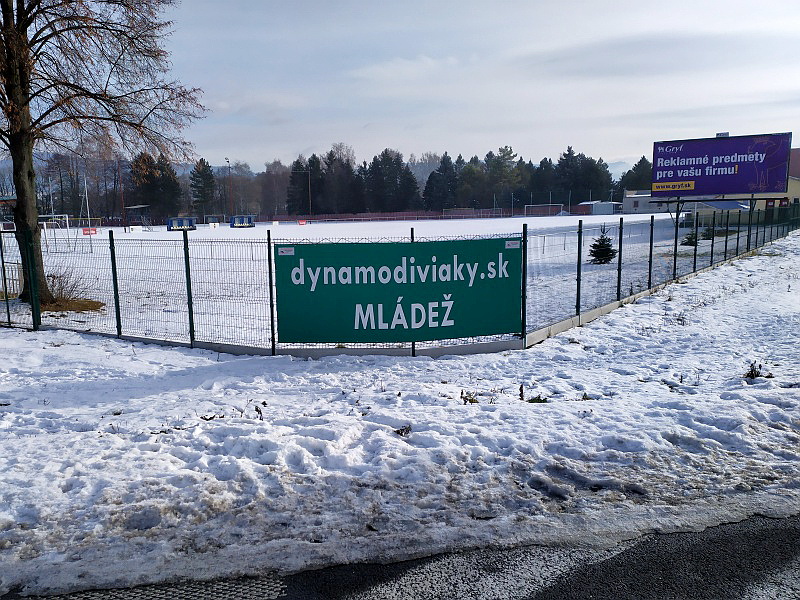 dynamodiviaky.sk
MLÁDEŽ
Gryf
Reklamné predmety
pre vašu firmu!
www.gryf.sk